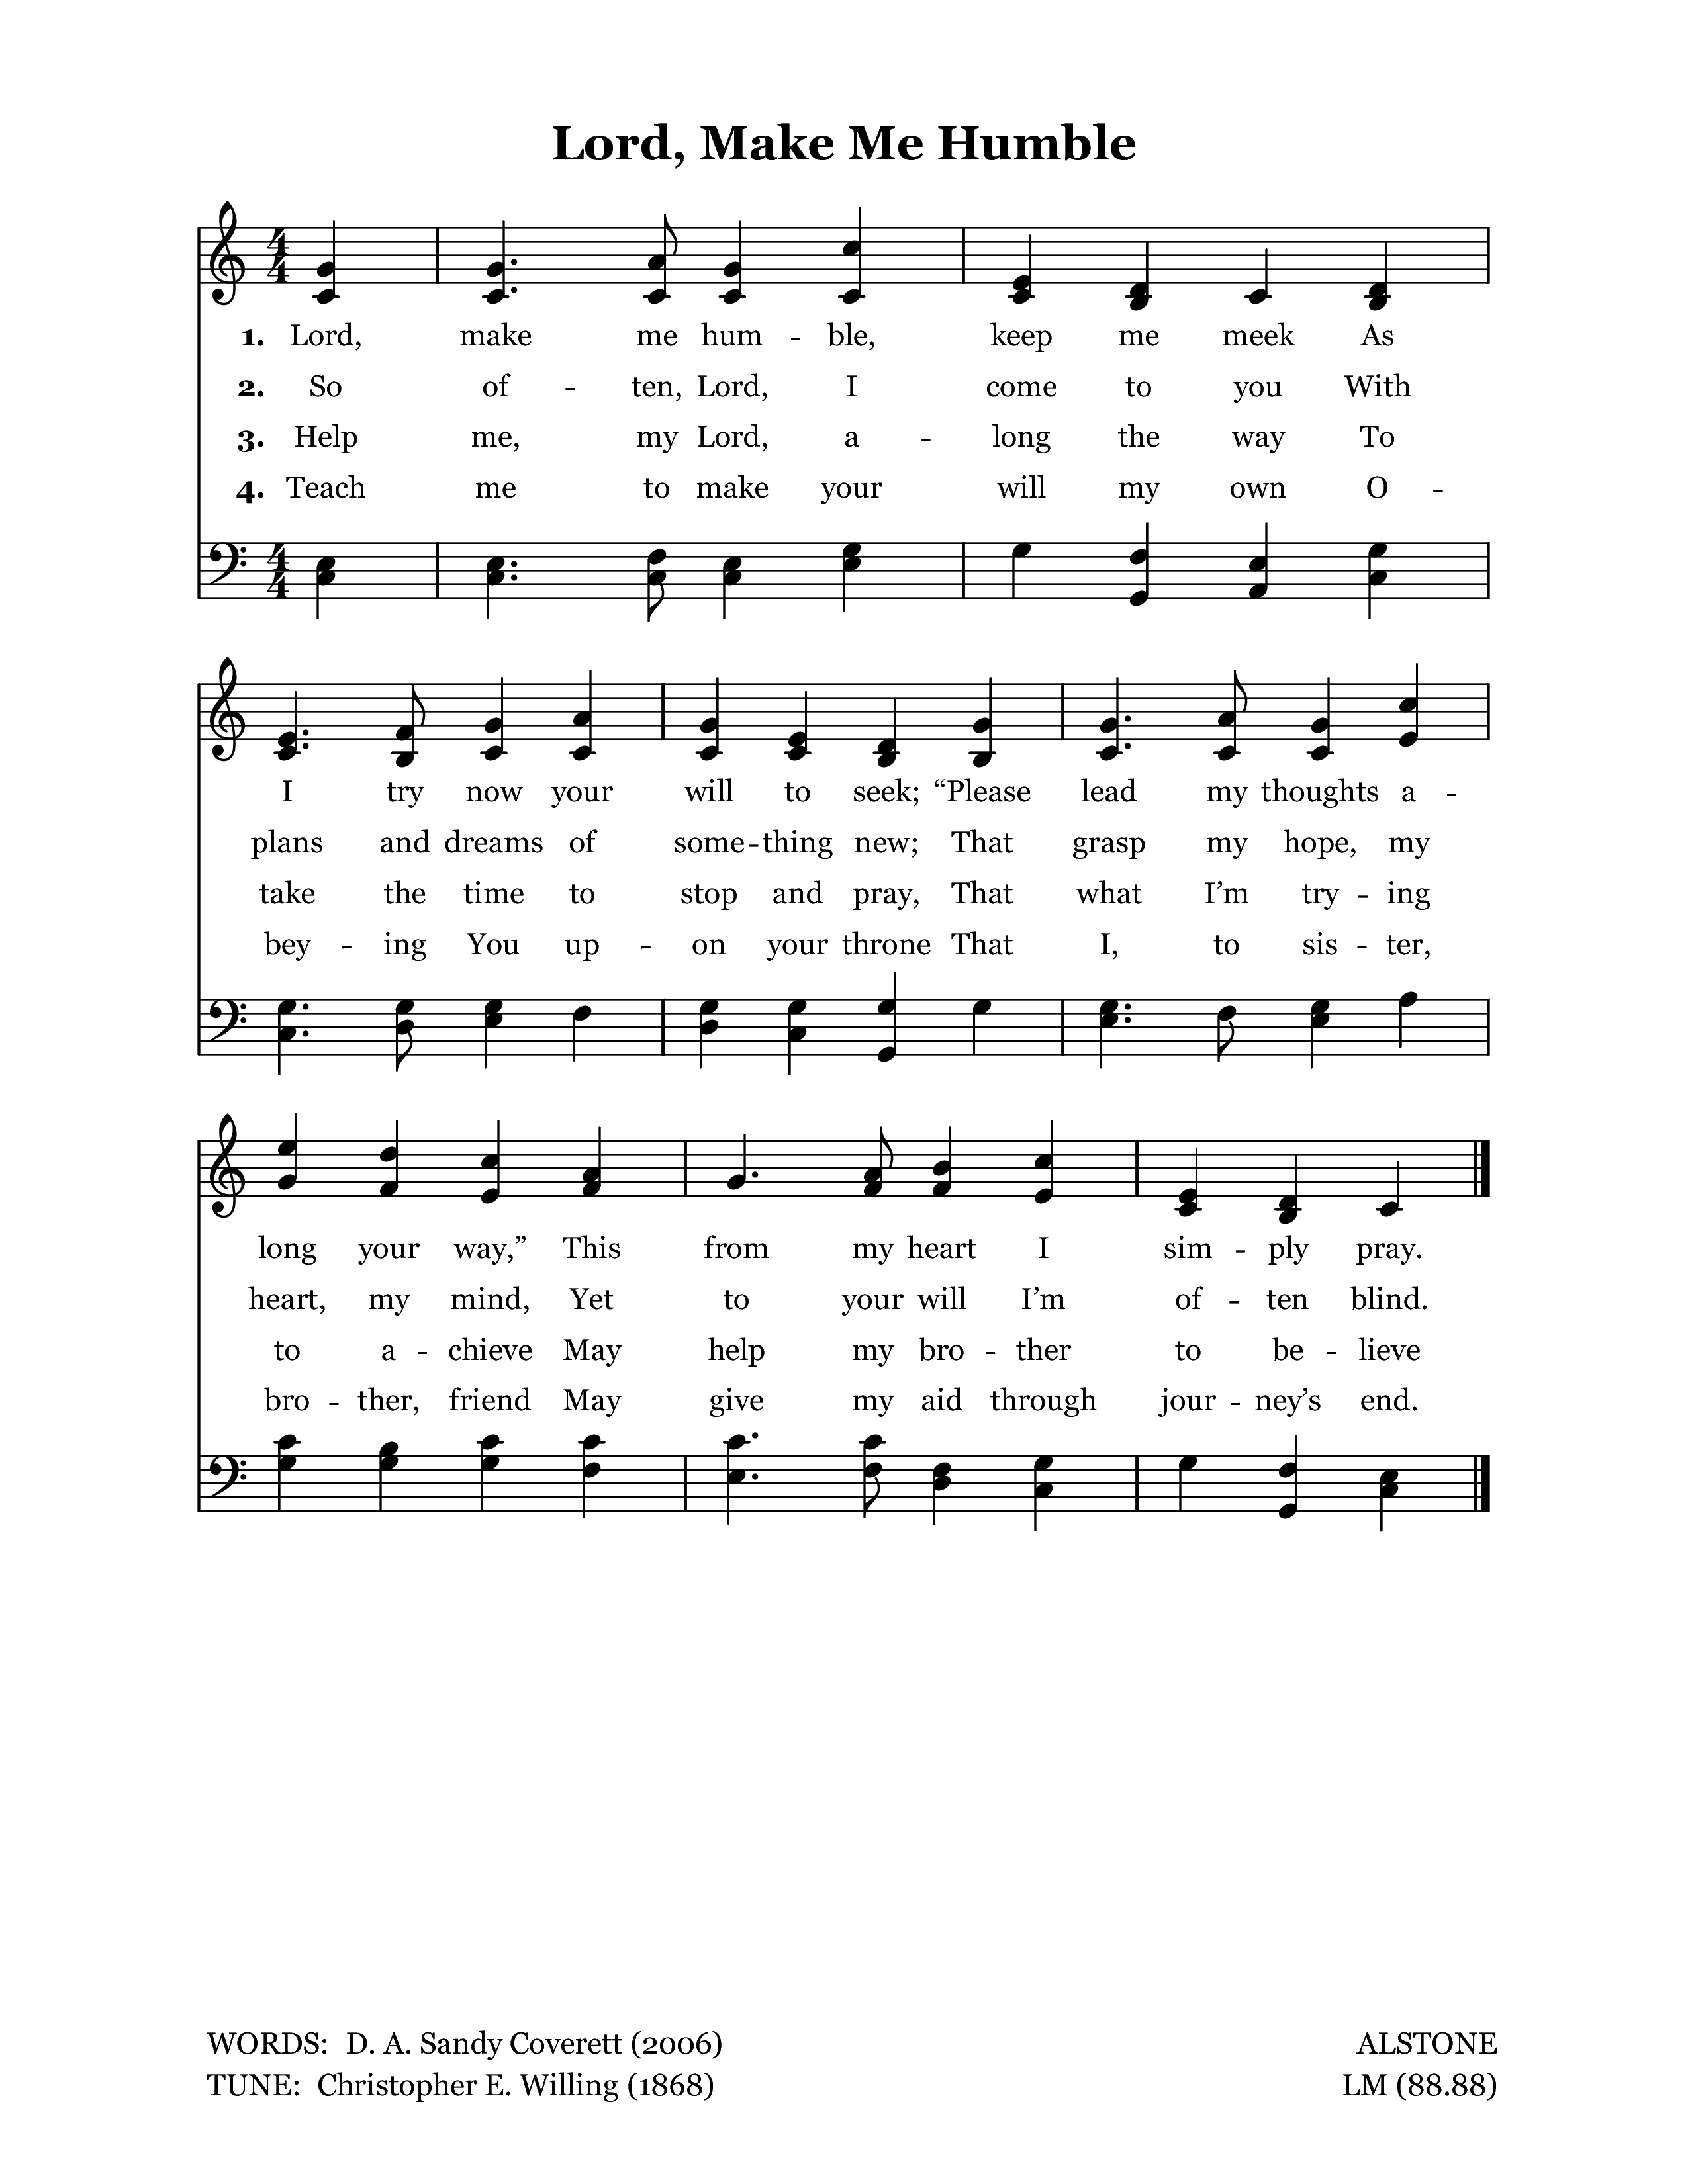 Lord, Make Me Humble
4
4
1. Lord, make me hum - ble, keep me meek As
2. So of - ten, Lord, I come to you With
3. Help me, my Lord, a - long the way To
4. Teach me to make your will my own O -
4
4
I try now your will to seek; “Please lead my thoughts a -
plans and dreams of some - thing new; That grasp my hope, my
take the time to stop and pray, That what I’m try - ing
bey - ing You up - on your throne That I, to sis - ter,
long your way,” This from my heart I sim - ply pray.
heart, my mind, Yet to your will I’m of - ten blind.
to a - chieve May help my bro - ther to be - lieve
bro - ther, friend May give my aid through jour - ney’s end.
WORDS: D. A. Sandy Coverett (2006) ALSTONE
TUNE: Christopher E. Willing (1868) LM (88.88)